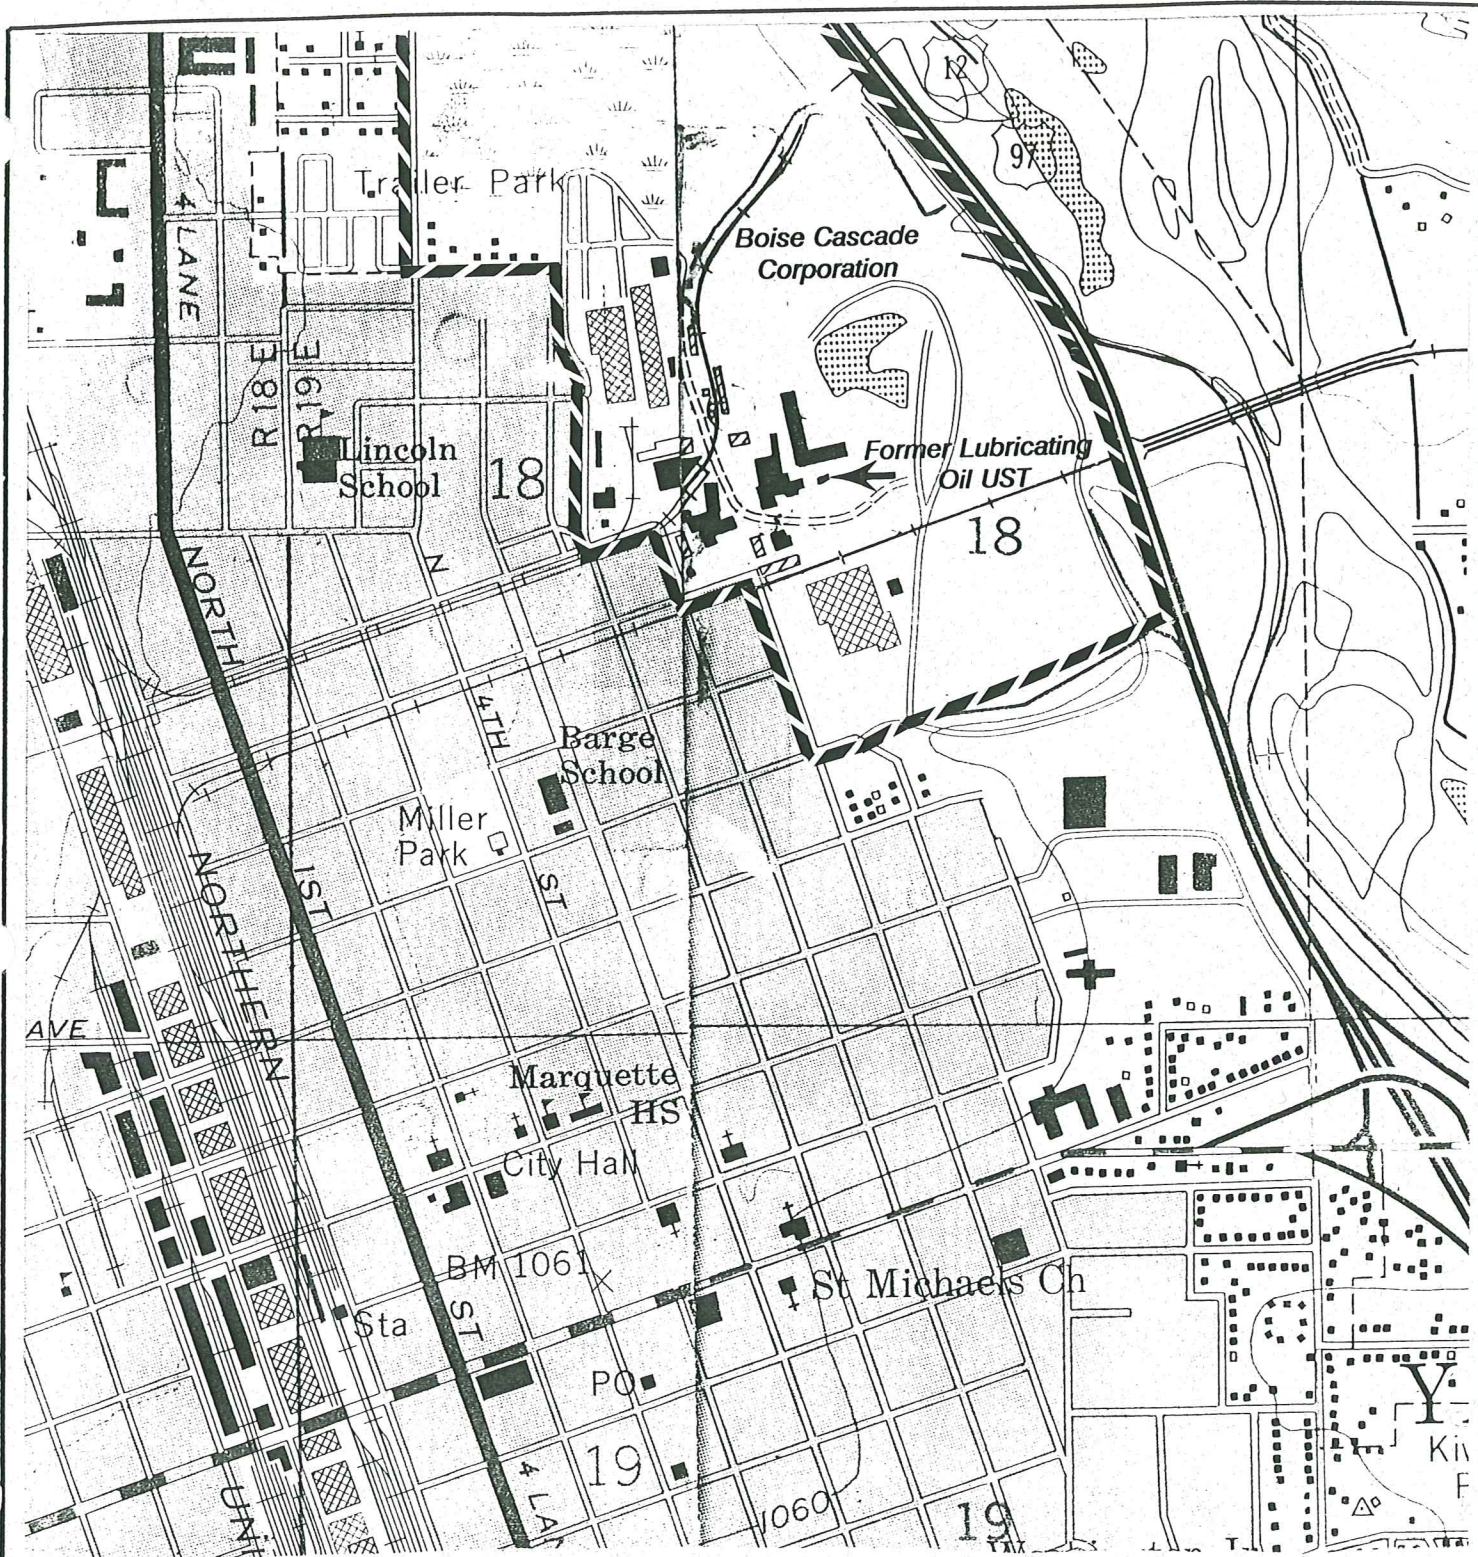 12
97
Trailer Park
4 LANE
Boise Cascade
Corporation
R 18 E
R 19 E
Lincoln
School
18
Former Lubricating
Oil UST
18
N
NORTH
4TH
Barge
School
Miller
Park
ST
1ST
NORTHERN
AVE
Marquette
HS
City Hall
BM 1061
St Michaels Ch
Sta
ST
PO
Y
19
4 LA
1060
19